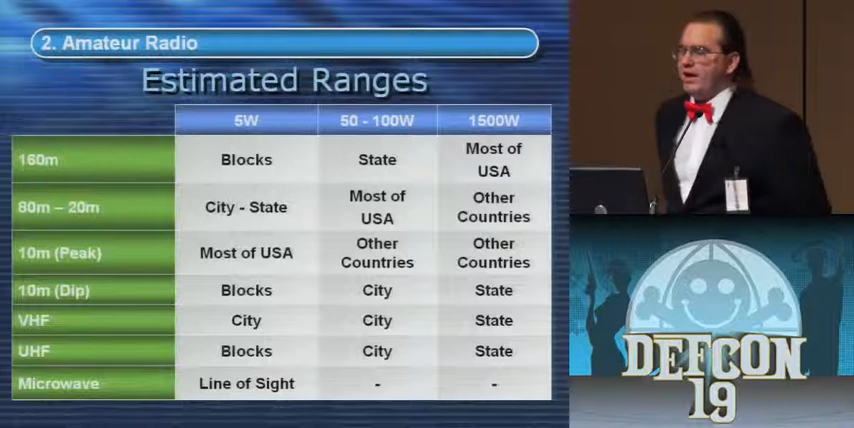 2. Amateur Radio
Estimated Ranges
5W 50 - 100W 1500W
160m Blocks State Most of USA
80m – 20m City - State Most of USA Other Countries
10m (Peak) Most of USA Other Countries Other Countries
10m (Dip) Blocks City State
VHF City City State
UHF Blocks City State
Microwave Line of Sight - -
DEFCON
19